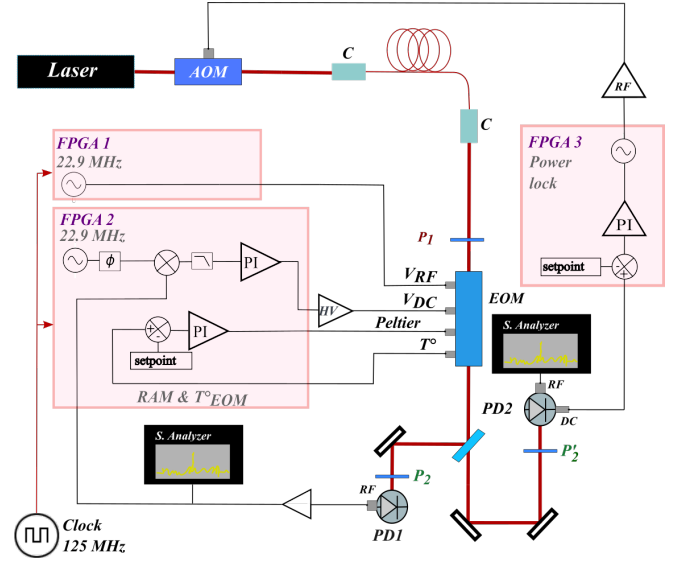 Laser
AOM
C
C
RF
FPGA 1
22.9 MHz
FPGA 3
Power
lock
PI
setpoint
- +
P1
FPGA 2
22.9 MHz
ϕ
PI
HV
VRF
VDC
Peltier
T°
EOM
+ -
PI
setpoint
RAM & T°EOM
S. Analyzer
RF
PD2
DC
P'2
S. Analyzer
RF
P2
PD1
Clock
125 MHz